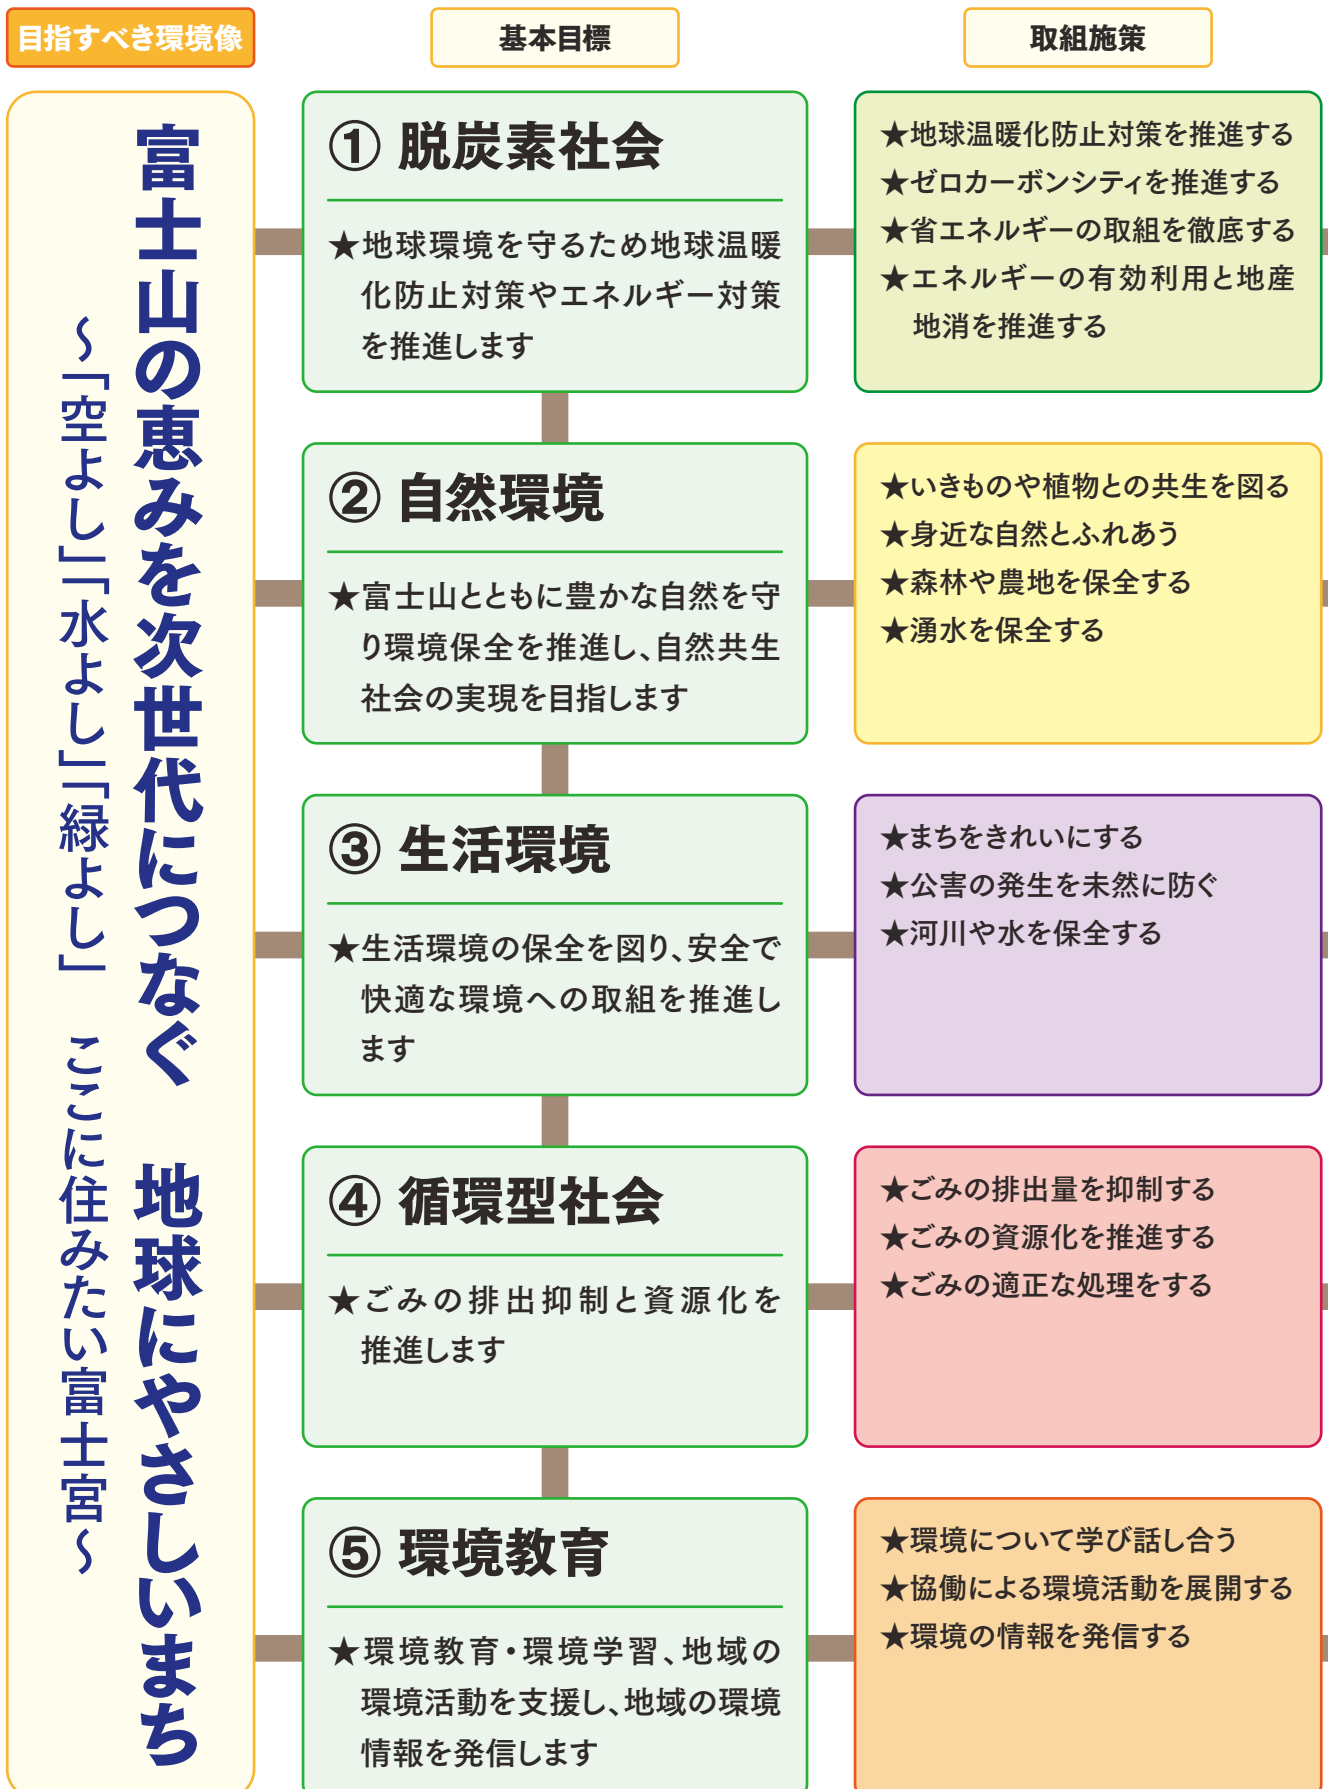 目指すべき環境像
基本目標
取組施策
富士山の恵みを次世代につなぐ　地球にやさしいまち
～「空よし」「水よし」「緑よし」　ここに住みたい富士宮～
① 脱炭素社会
★地球環境を守るため地球温暖
化防止対策やエネルギー対策
を推進します
★地球温暖化防止対策を推進する
★ゼロカーボンシティを推進する
★省エネルギーの取組を徹底する
★エネルギーの有効利用と地産
地消を推進する
② 自然環境
★富士山とともに豊かな自然を守
り環境保全を推進し、自然共生
社会の実現を目指します
★いきものや植物との共生を図る
★身近な自然とふれあう
★森林や農地を保全する
★湧水を保全する
③ 生活環境
★生活環境の保全を図り、安全で
快適な環境への取組を推進し
ます
★まちをきれいにする
★公害の発生を未然に防ぐ
★河川や水を保全する
④ 循環型社会
★ごみの排出抑制と資源化を
推進します
★ごみの排出量を抑制する
★ごみの資源化を推進する
★ごみの適正な処理をする
⑤ 環境教育
★環境教育・環境学習、地域の
環境活動を支援し、地域の環境
情報を発信します
★環境について学び話し合う
★協働による環境活動を展開する
★環境の情報を発信する